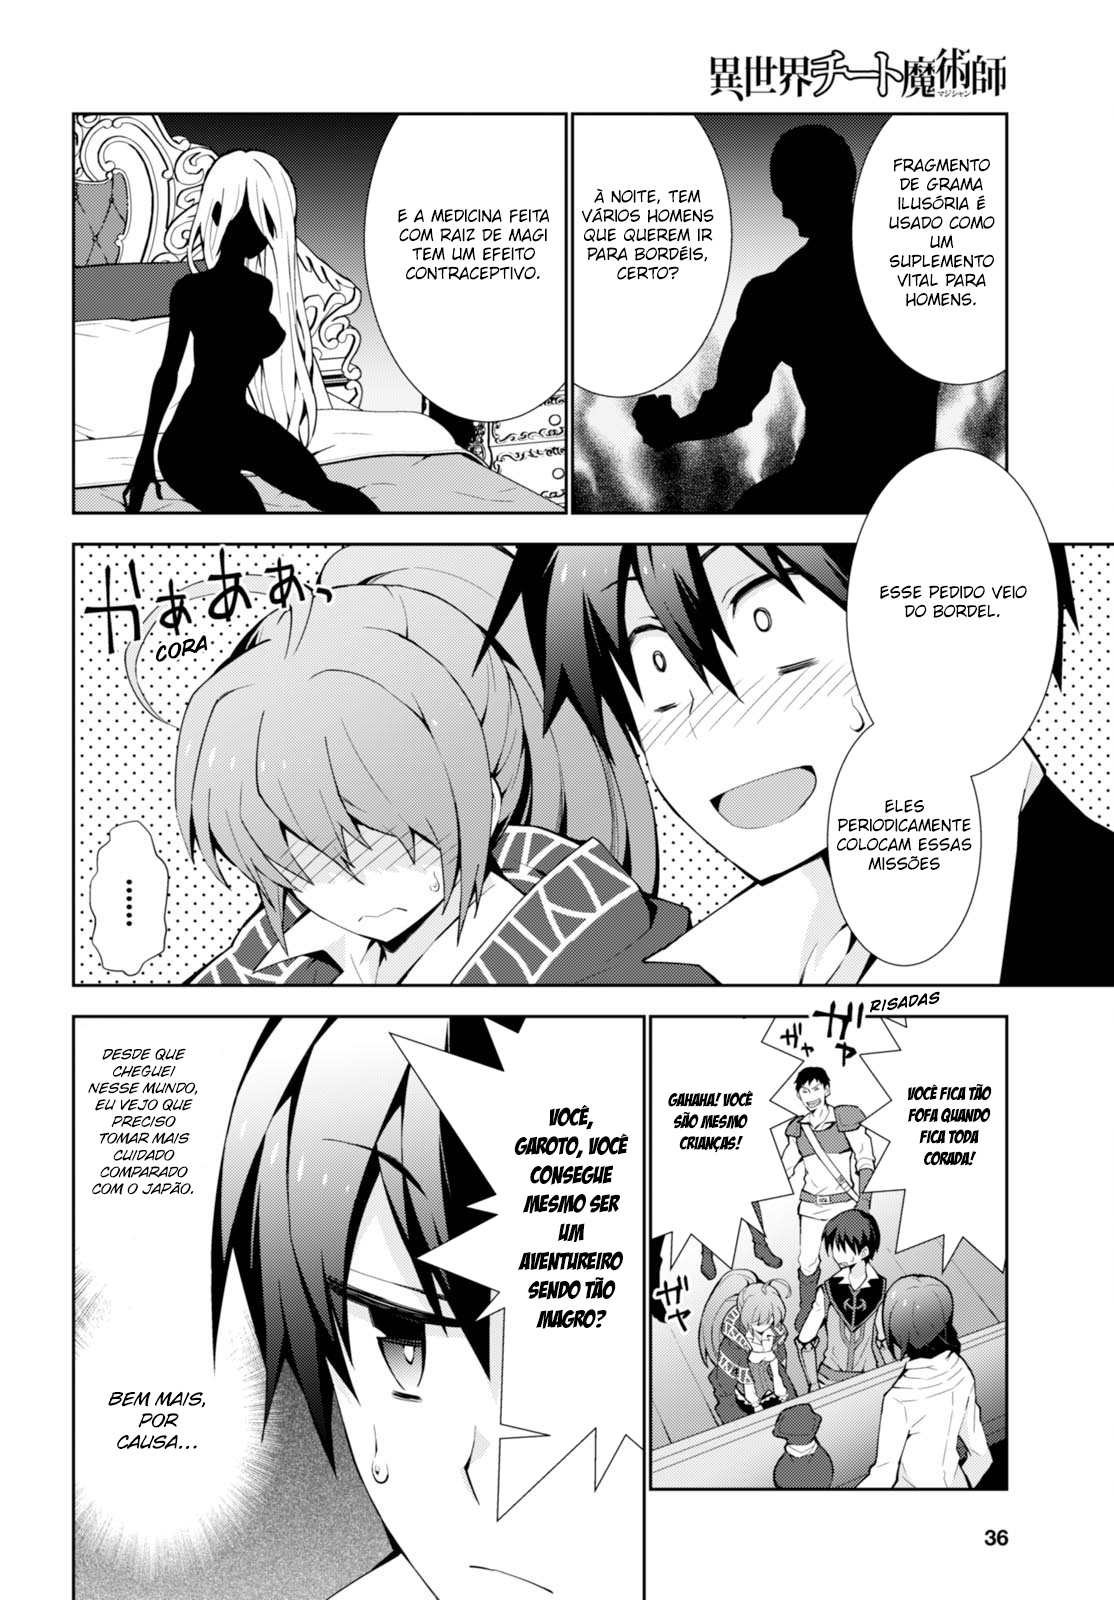 異世界チート魔術師
マジシャン
FRAGMENTO
DE GRAMA
ILUSÓRIA É
USADO COMO
UM
SUPLEMENTO
VITAL PARA
HOMENS.
À NOITE, TEM
VÁRIOS HOMENS
QUE QUEREM IR
PARA BORDÉIS,
CERTO?
E A MEDICINA FEITA
COM RAIZ DE MAGI
TEM UM EFEITO
CONTRACEPTIVO.
ESSE PEDIDO VEIO
DO BORDEL.
ELES
PERIODICAMENTE
COLOCAM ESSAS
MISSÕES
かぁぁぁぁ、
CORA
........
ガヤ
RISADAS
ガヤ
VOCÊ FICA TÃO
FOFA QUANDO
FICA TODA
CORADA!
GAHAHA! VOCÊ
SÃO MESMO
CRIANÇAS!
ガヤ
VOCÊ,
GAROTO, VOCÊ
CONSEGUE
MESMO SER
UM
AVENTUREIRO
SENDO TÃO
MAGRO?
DESDE QUE
CHEGUEI
NESSE MUNDO,
EU VEJO QUE
PRECISO
TOMAR MAIS
CUIDADO
COMPARADO
COM O JAPÃO.
BEM MAIS,
POR
CAUSA...
36